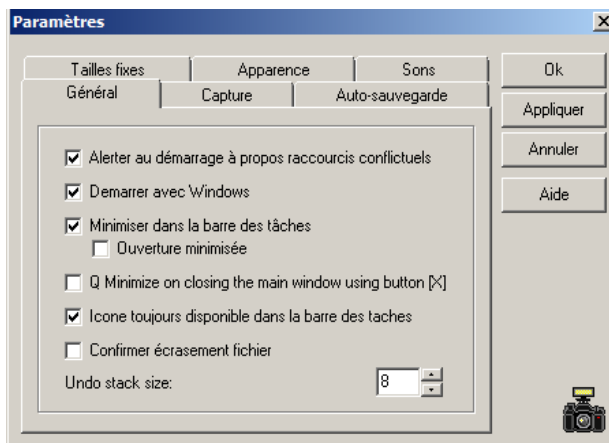 Paramètres
Tailles fixes Apparence Sons
Général Capture Auto-sauvegarde
Ok
Appliquer
Annuler
Aide
Alerter au démarrage à propos raccourcis conflictuels
Demarrer avec Windows
Minimiser dans la barre des tâches
Ouverture minimisée
Q Minimize on closing the main window using button [X]
Icone toujours disponible dans la barre des taches
Confirmer écrasement fichier
Undo stack size: 8